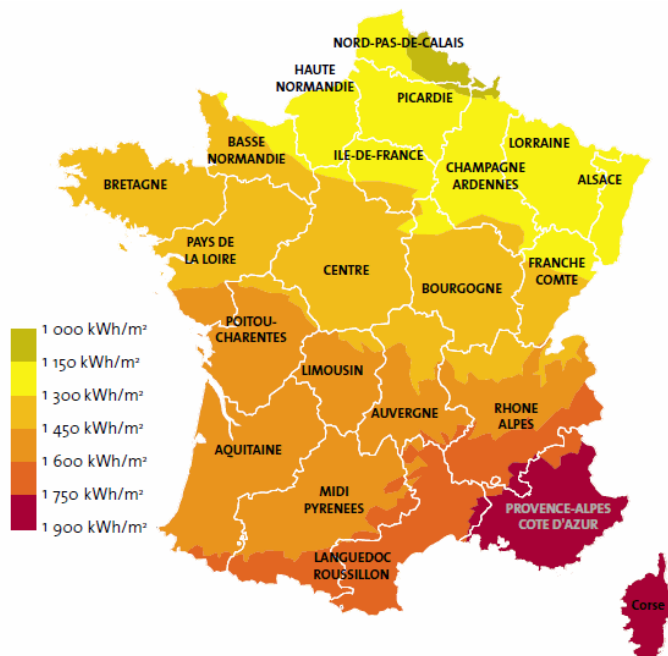 NORD-PAS-DE-CALAIS
HAUTE
NORMANDIE
PICARDIE
BASSE
NORMANDIE
ILE-DE-FRANCE
LORRAINE
CHAMPAGNE
ARDENNES
ALSACE
BRETAGNE
PAYS DE
LA LOIRE
CENTRE
BOURGOGNE
FRANCHE
COMTE
POITOU-
CHARENTES
LIMOUSIN
AUVERGNE
RHONE
ALPES
AQUITAINE
MIDI
PYRENEES
LANGUEDOC
ROUSSILLON
PROVENCE-ALPES
COTE D'AZUR
Corse
1 000 kWh/m²
1 150 kWh/m²
1 300 kWh/m²
1 450 kWh/m²
1 600 kWh/m²
1 750 kWh/m²
1 900 kWh/m²